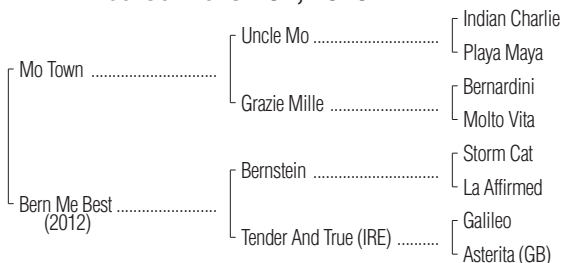 Indian Charlie
Uncle Mo
Playa Maya
Mo Town
Bernardini
Grazie Mille
Molto Vita
Storm Cat
Bernstein
La Affirmed
Bern Me Best
(2012)
Galileo
Tender And True (IRE)
Asterita (GB)